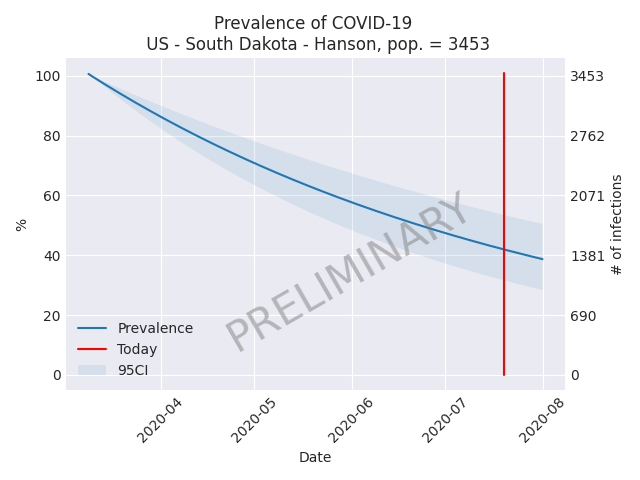 Prevalence of COVID-19
US - South Dakota - Hanson, pop. = 3453
100
80
60
40
20
0
%
3453
2762
2071
1381
690
0
# of infections
PRELIMINARY
Prevalence
Today
95CI
2020-04
2020-05
2020-06
2020-07
2020-08
Date